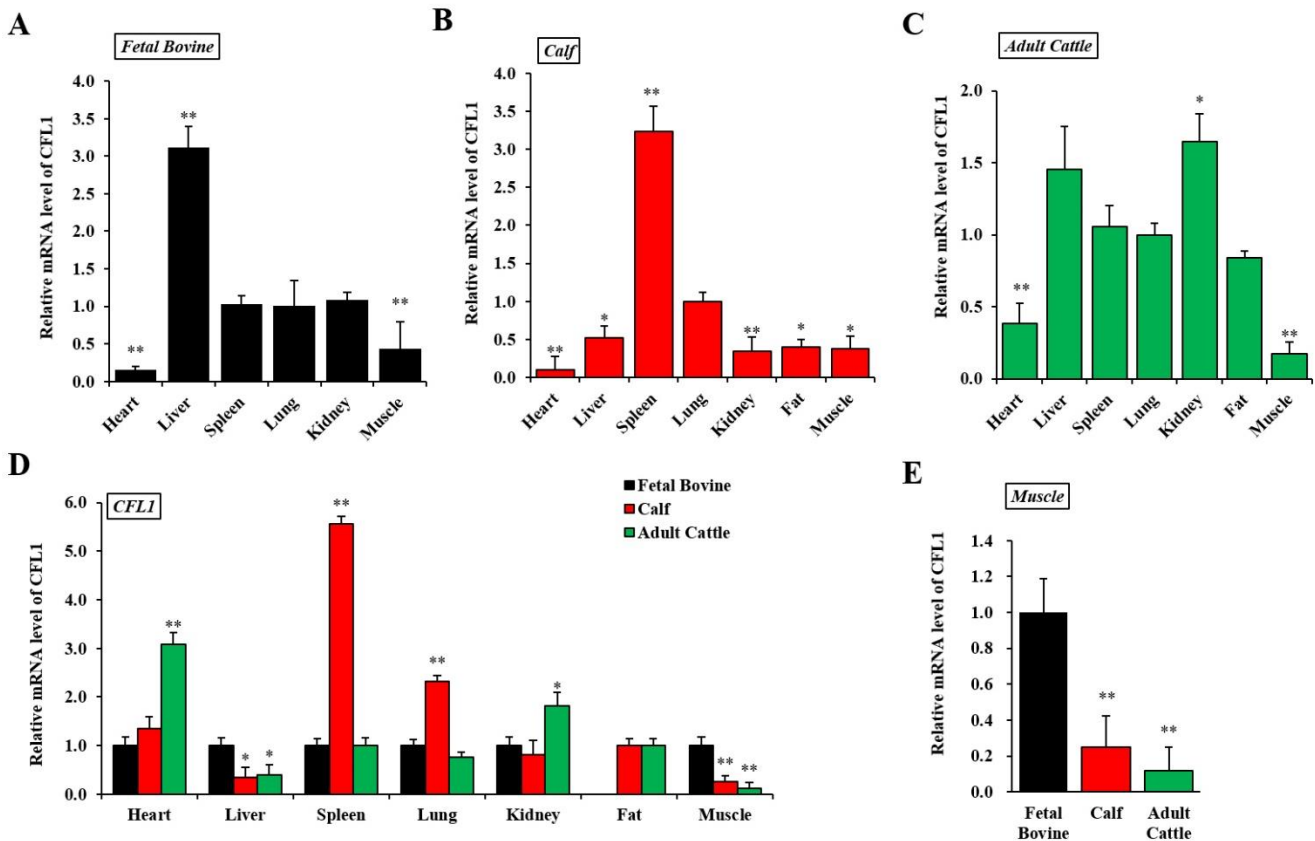 A
Fetal Bovine
Relative mRNA level of CFL1
4.0
3.5
3.0
2.5
2.0
1.5
1.0
0.5
0.0
**
**
**
Heart
Liver
Spleen
Lung
Kidney
Muscle
B
Calf
Relative mRNA level of CFL1
4.0
3.5
3.0
2.5
2.0
1.5
1.0
0.5
0.0
**
*
**
**
*
*
Heart
Liver
Spleen
Lung
Kidney
Fat
Muscle
C
Adult Cattle
Relative mRNA level of CFL1
2.0
1.5
1.0
0.5
0.0
**
*
**
Heart
Liver
Spleen
Lung
Kidney
Fat
Muscle
D
CFL1
Fetal Bovine
Calf
Adult Cattle
Relative mRNA level of CFL1
6.0
5.0
4.0
3.0
2.0
1.0
0.0
**
*
*
**
**
*
**
**
Heart
Liver
Spleen
Lung
Kidney
Fat
Muscle
E
Muscle
Relative mRNA level of CFL1
1.4
1.2
1.0
0.8
0.6
0.4
0.2
0.0
**
**
Fetal Bovine
Calf
Adult Cattle